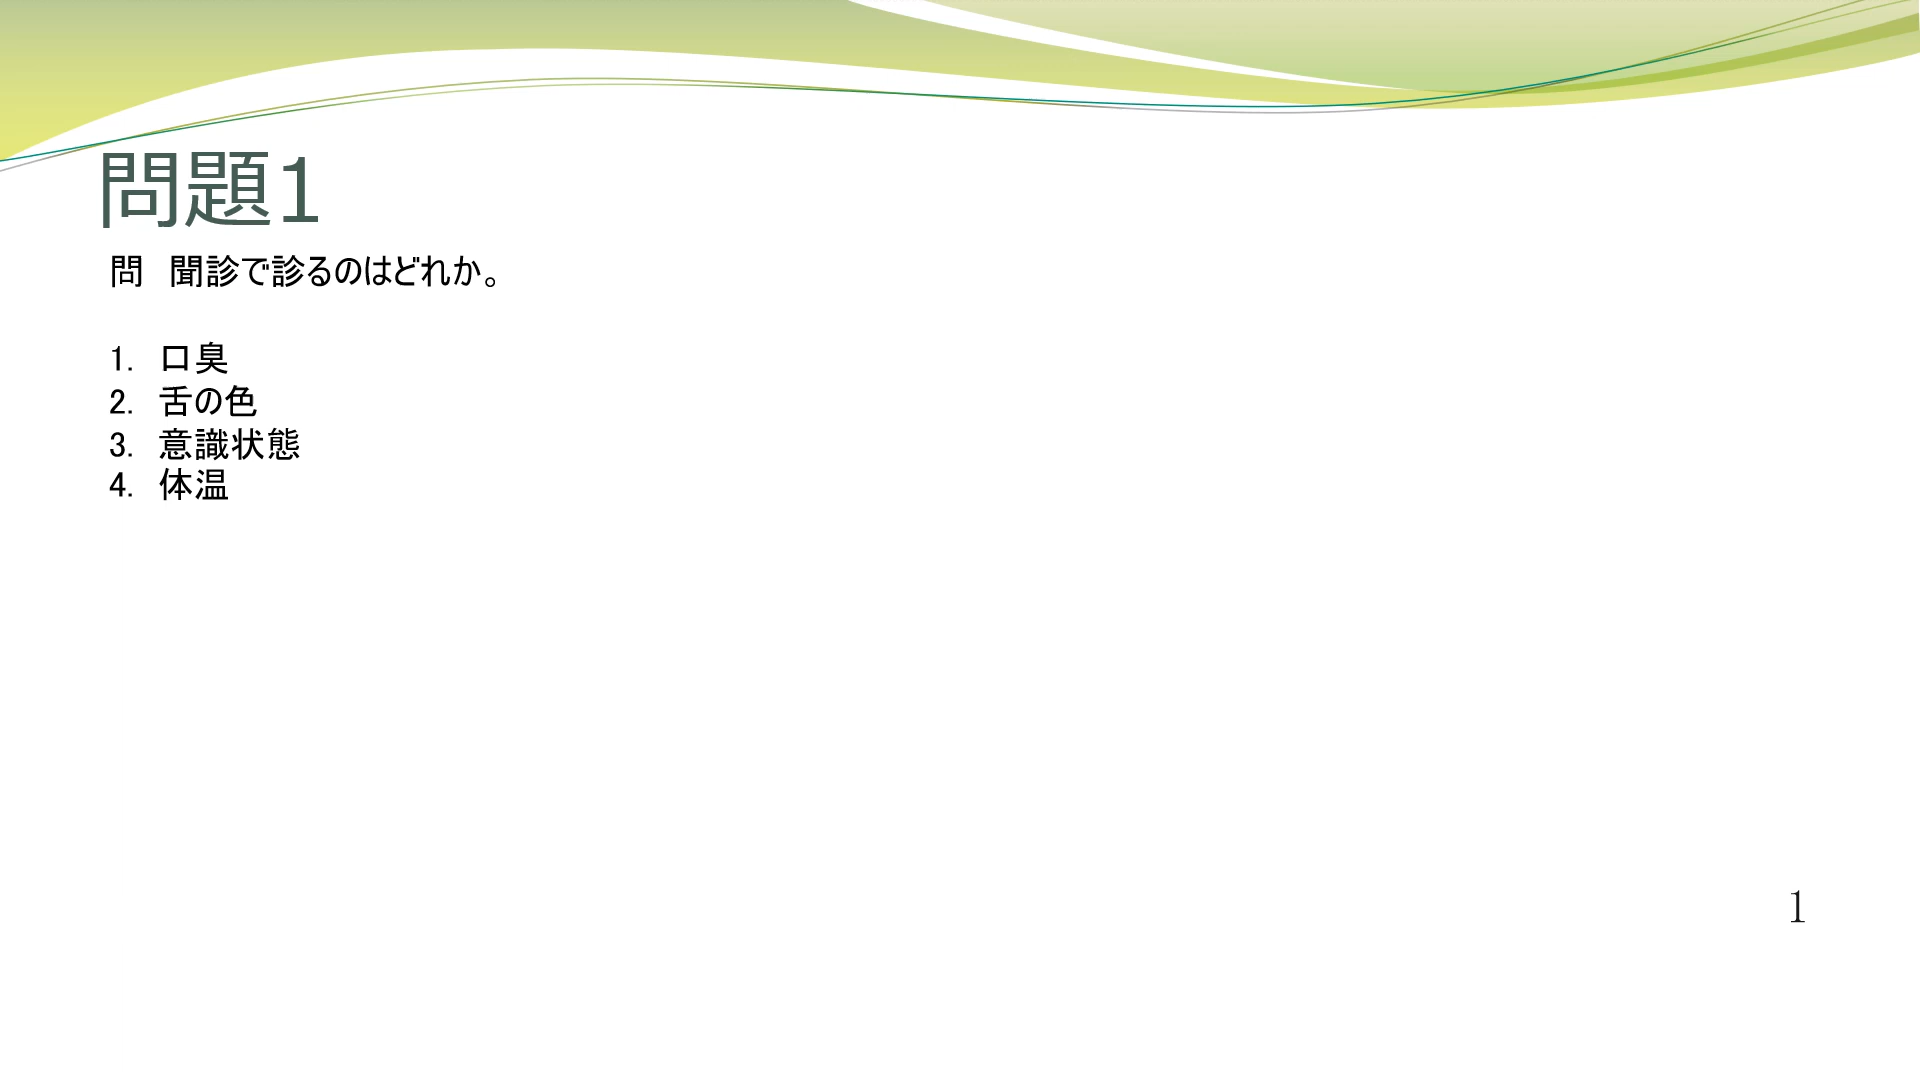 問題1
問　聞診で診るのはどれか。
1.　口臭
2.　舌の色
3.　意識状態
4.　体温
1